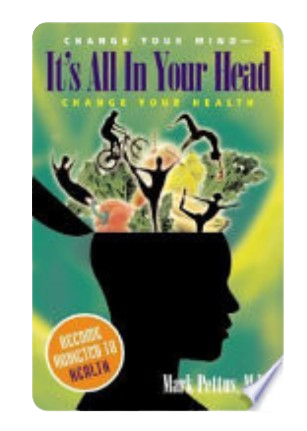 CHANGE YOUR MIND—
It's All In Your Head
CHANGE YOUR HEALTH
BECOME
ADDICTED TO
HEALTH
Mark Pettus, M.D.